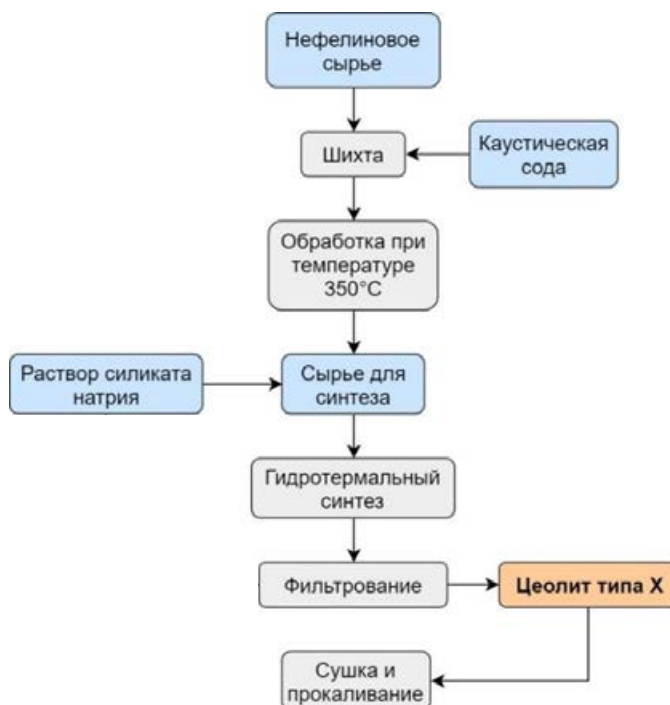 Нефелиновое
сырье
Шихта
Каустическая
сода
Обработка при
температуре
350°C
Раствор силиката
натрия
Сырье для
синтеза
Гидротермальный
синтез
Фильтрование
Цеолит типа X
Сушка и
прокаливание